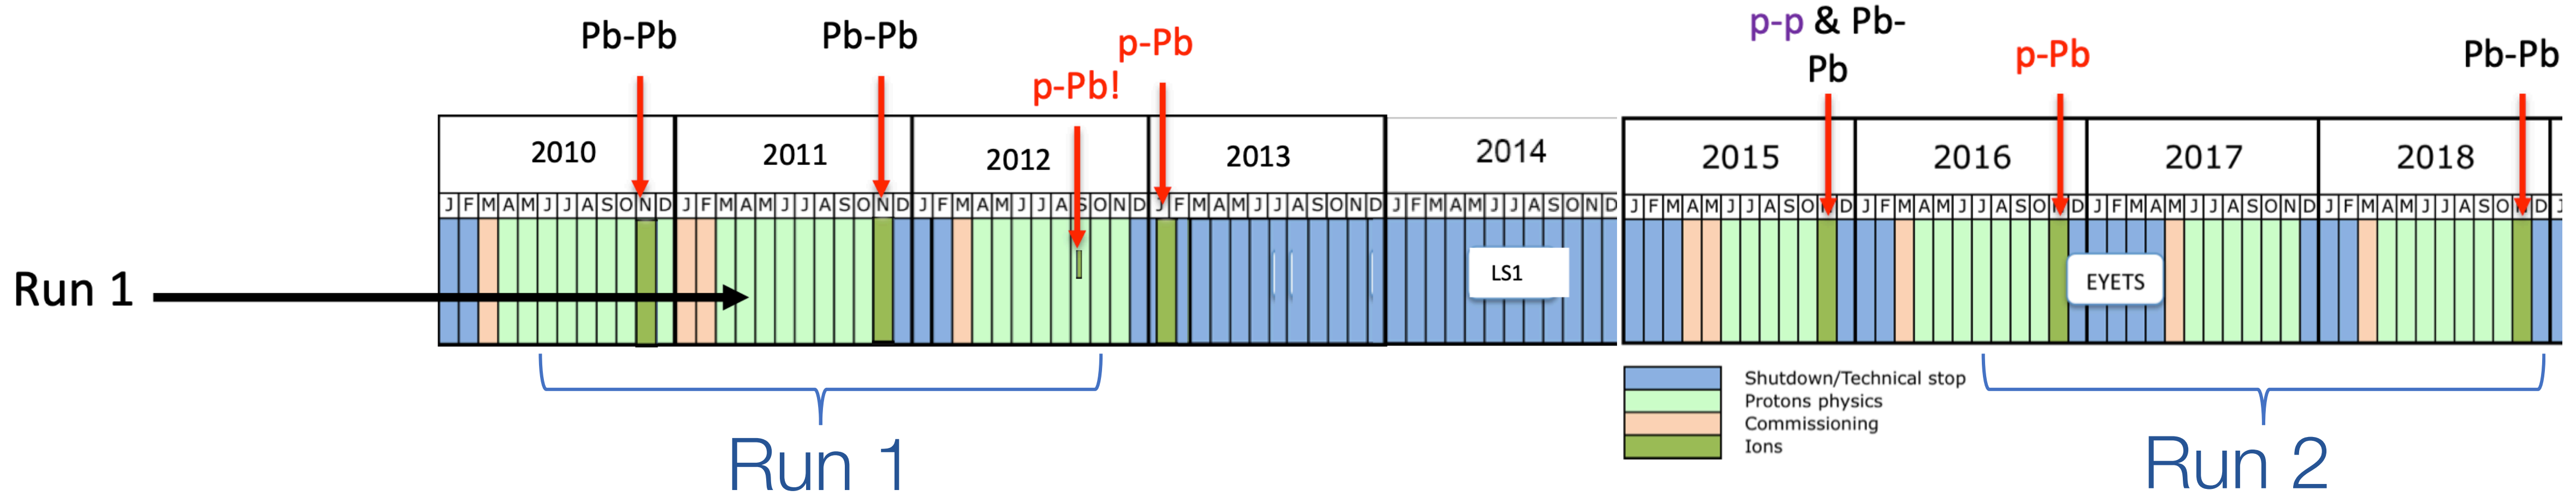 Pb-Pb
Pb-Pb
p-Pb!
p-Pb
p-p & Pb-
Pb
p-Pb
Pb-Pb
2010
2011
2012
2013
2014
2015
2016
2017
2018
J F M A M J J A S O N D J F M A M J J A S O N D J F M A M J J A S O N D J F M A M J J A S O N D J F M A M J J A S O N D
J F M A M J J A S O N D J F M A M J J A S O N D J F M A M J J A S O N D J F M A M J J A S O N D J
Run 1
LS1
EYETS
Shutdown/Technical stop
Protons physics
Commissioning
Ions
Run 1
Run 2